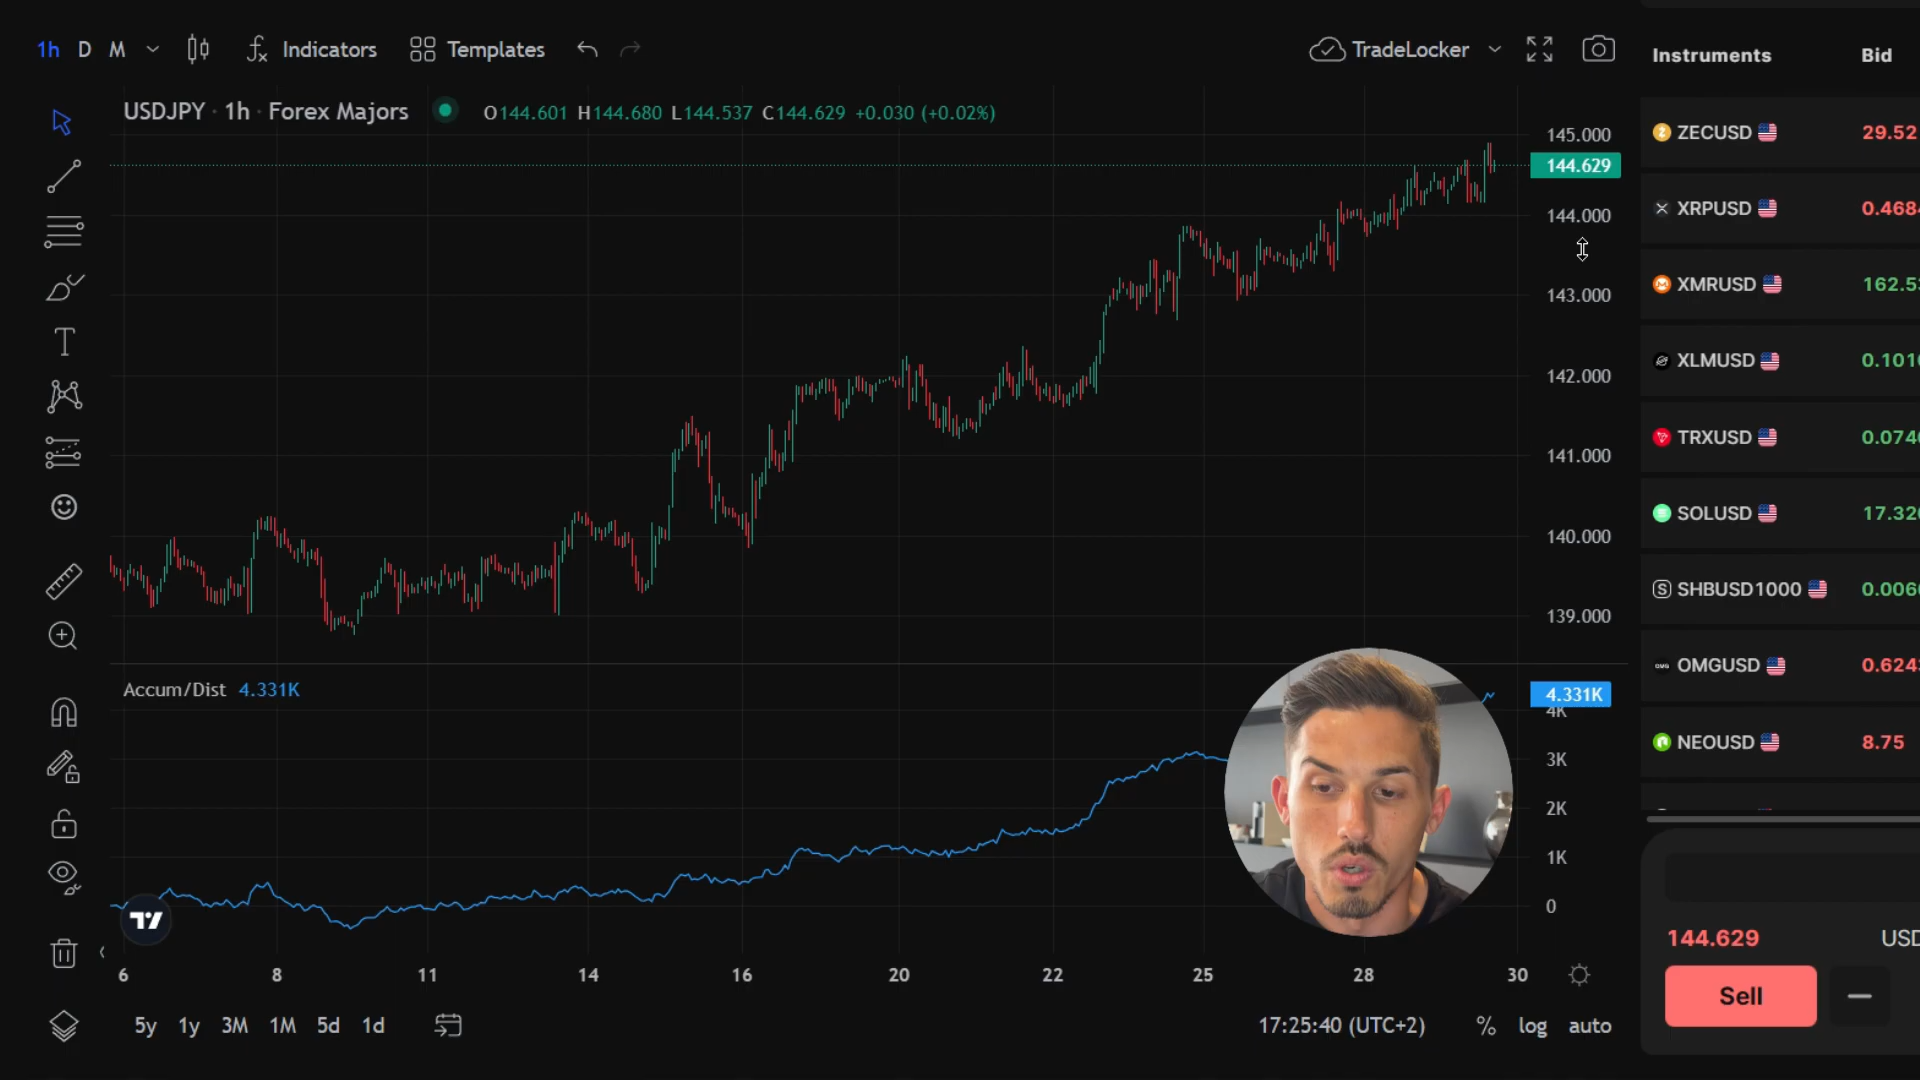 1h D M Indicators Templates TradeLocker
USDJPY · 1h · Forex Majors O144.601 H144.680 L144.537 C144.629 +0.030 (+0.02%)
145.000
144.629
144.000
143.000
142.000
141.000
140.000
139.000
Accum/Dist 4.331K
4.331K
4K
3K
2K
1K
0
6 8 11 14 16 20 22 25 28 30
5y 1y 3M 1M 5d 1d 17:25:40 (UTC+2) % log auto
Instruments Bid
ZECUSD 29.52
XRPUSD 0.468
XMRUSD 162.5
XLMUSD 0.101
TRXUSD 0.074
SOLUSD 17.32
SHBUSD1000 0.006
OMGUSD 0.624
NEOUSD 8.75
144.629 USD
Sell